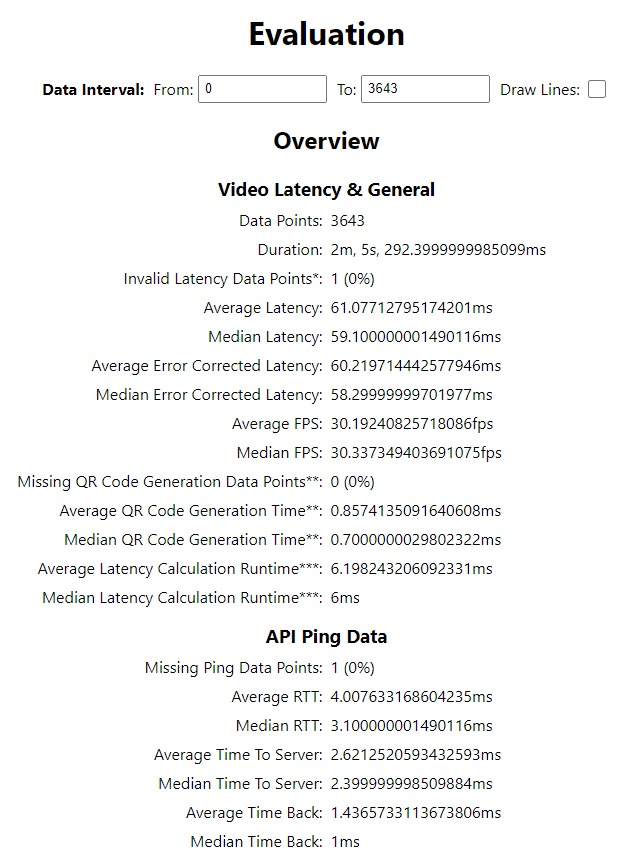 Evaluation
Data Interval: From: 0 To: 3643 Draw Lines:
Overview
Video Latency & General
Data Points: 3643
Duration: 2m, 5s, 292.3999999985099ms
Invalid Latency Data Points*: 1 (0%)
Average Latency: 61.07712795174201ms
Median Latency: 59.100000001490116ms
Average Error Corrected Latency: 60.219714442577946ms
Median Error Corrected Latency: 58.29999999701977ms
Average FPS: 30.19240825718086fps
Median FPS: 30.337349403691075fps
Missing QR Code Generation Data Points**: 0 (0%)
Average QR Code Generation Time**: 0.8574135091640608ms
Median QR Code Generation Time**: 0.7000000029802322ms
Average Latency Calculation Runtime***: 6.198243206092331ms
Median Latency Calculation Runtime***: 6ms
API Ping Data
Missing Ping Data Points: 1 (0%)
Average RTT: 4.007633168604235ms
Median RTT: 3.100000001490116ms
Average Time To Server: 2.6212520593432593ms
Median Time To Server: 2.399999998509884ms
Average Time Back: 1.4365733113673806ms
Median Time Back: 1ms